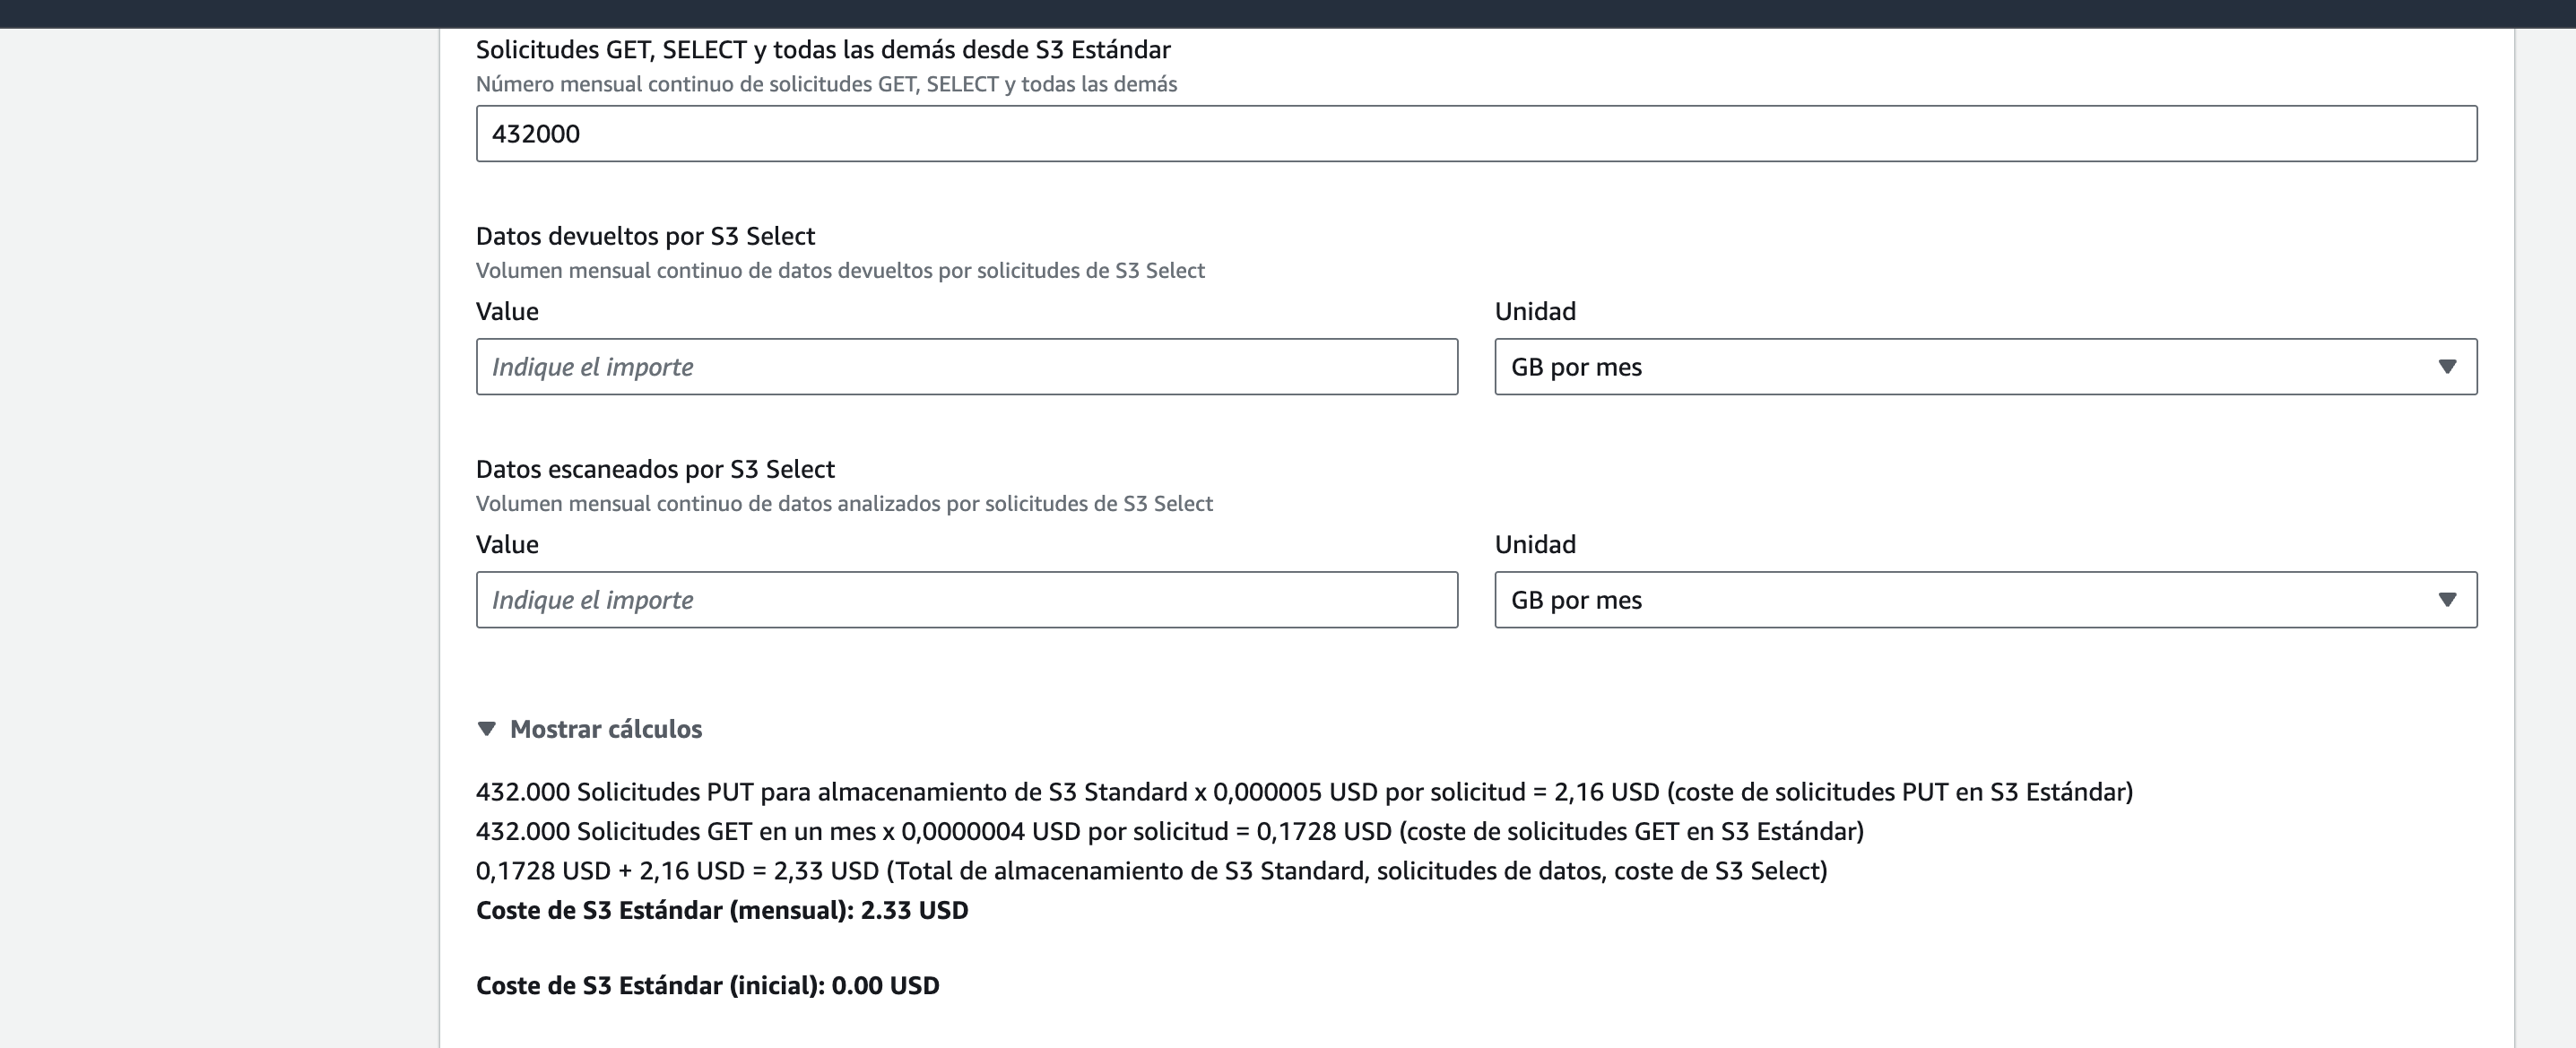 Solicitudes GET, SELECT y todas las demás desde S3 Estándar
Número mensual continuo de solicitudes GET, SELECT y todas las demás
432000
Datos devueltos por S3 Select
Volumen mensual continuo de datos devueltos por solicitudes de S3 Select
Value
Unidad
Indique el importe
GB por mes
Datos escaneados por S3 Select
Volumen mensual continuo de datos analizados por solicitudes de S3 Select
Value
Unidad
Indique el importe
GB por mes
Mostrar cálculos
432.000 Solicitudes PUT para almacenamiento de S3 Standard x 0,000005 USD por solicitud = 2,16 USD (coste de solicitudes PUT en S3 Estándar)
432.000 Solicitudes GET en un mes x 0,0000004 USD por solicitud = 0,1728 USD (coste de solicitudes GET en S3 Estándar)
0,1728 USD + 2,16 USD = 2,33 USD (Total de almacenamiento de S3 Standard, solicitudes de datos, coste de S3 Select)
Coste de S3 Estándar (mensual): 2.33 USD
Coste de S3 Estándar (inicial): 0.00 USD